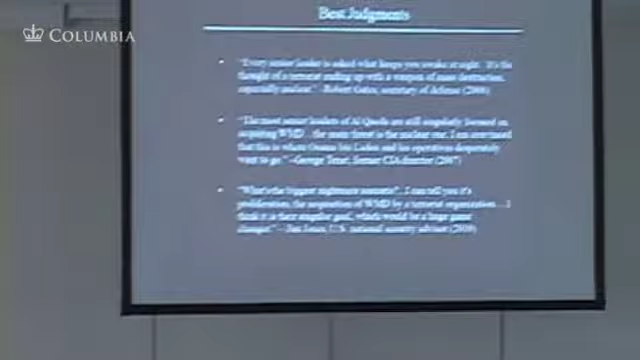 COLUMBIA
Best Judgments
• "Every senior leader is asked what keeps you awake at night. It's the
thought of a terrorist ending up with a weapon of mass destruction,
especially nuclear." –Robert Gates, secretary of defense (2008)
• "The most senior leaders of Al Qaeda are still singularly focused on
acquiring WMD…the main threat is the nuclear one. I am convinced
that this is where Osama bin Laden and his operatives desperately
want to go." –George Tenet, former CIA director (2007)
• "What's the biggest nightmare scenario?...I can tell you it's
proliferation, the acquisition of WMD by a terrorist organization…I
think it is their singular goal, which would be a huge game
changer." –Jim Jones, U.S. national security advisor (2010)